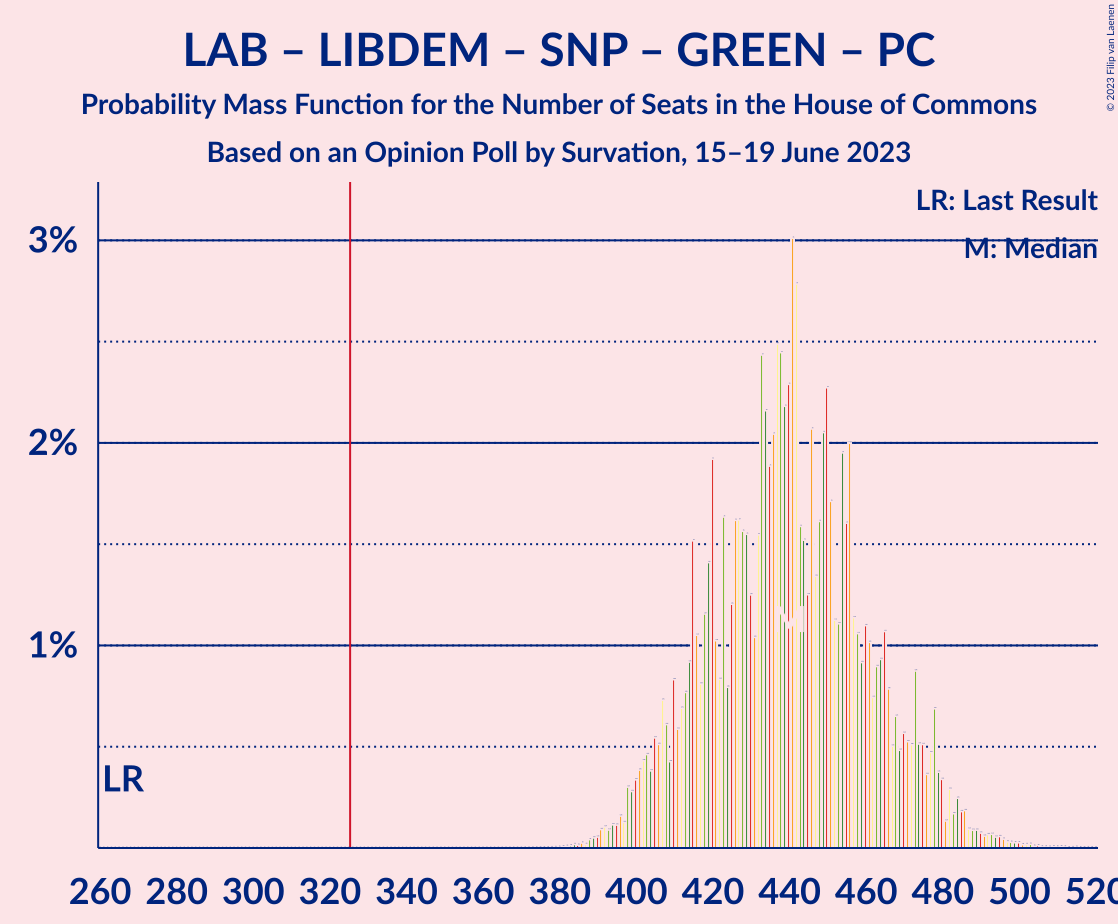 LAB – LIBDEM – SNP – GREEN – PC
Probability Mass Function for the Number of Seats in the House of Commons
Based on an Opinion Poll by Survation, 15–19 June 2023
© 2023 Filip van Laenen
LR: Last Result
M: Median
3%
2%
1%
LR
260 280 300 320 340 360 380 400 420 440 460 480 500 520